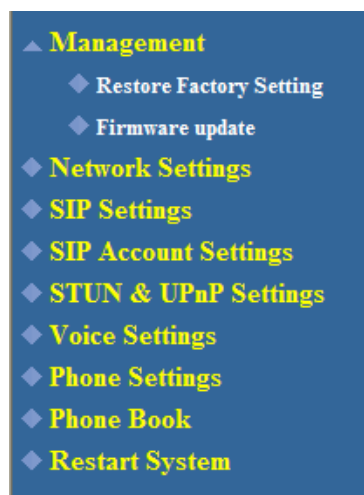 Management
Restore Factory Setting
Firmware update
Network Settings
SIP Settings
SIP Account Settings
STUN & UPnP Settings
Voice Settings
Phone Settings
Phone Book
Restart System